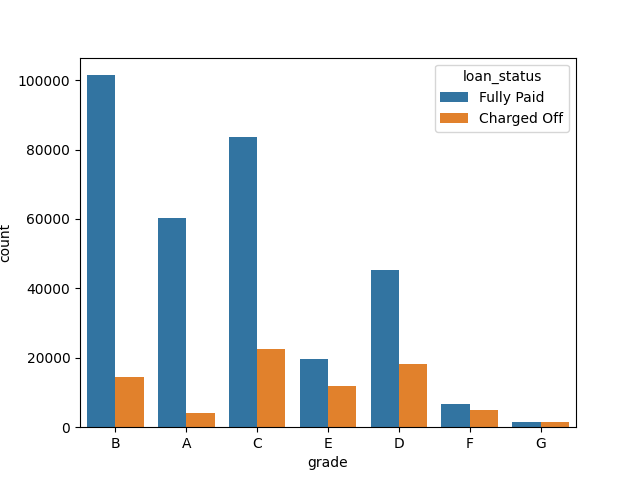 loan_status
Fully Paid
Charged Off
100000
80000
60000
40000
20000
0
count
B A C E D F G
grade